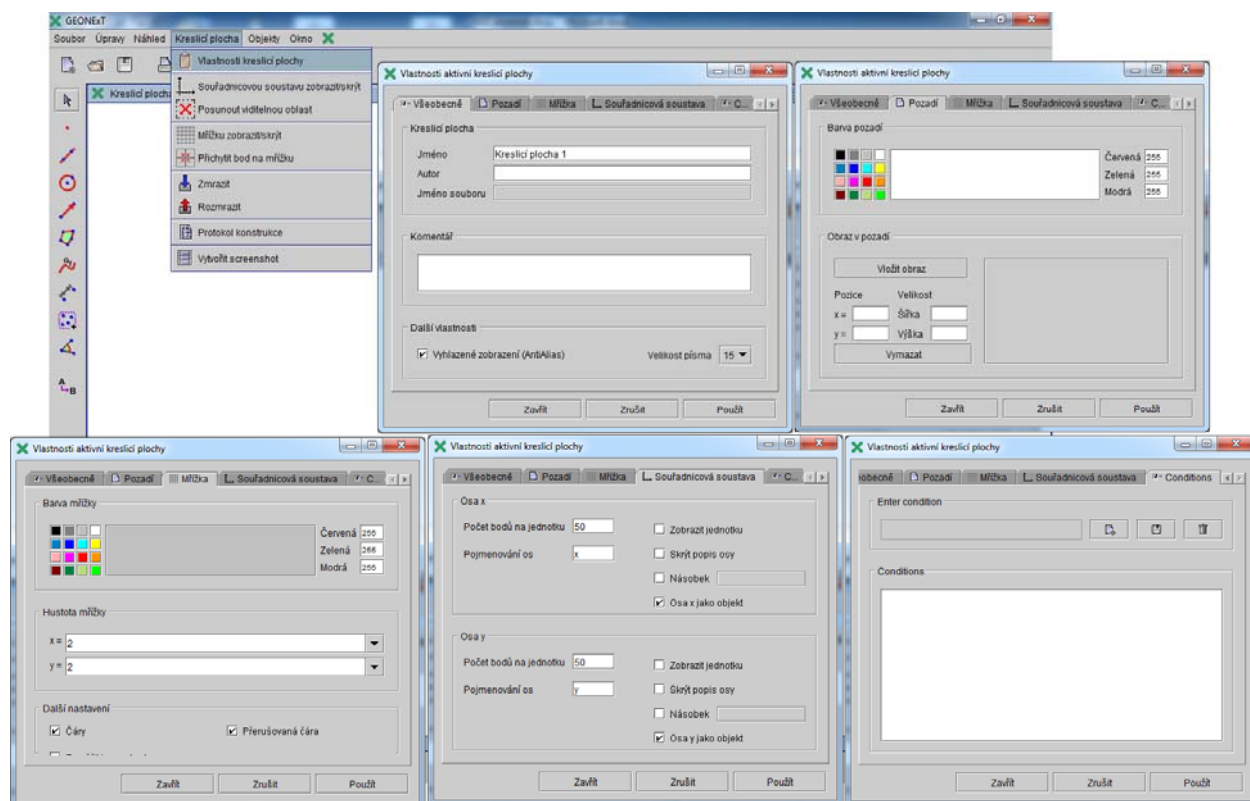 GEONExT
Soubor Úpravy Náhled Kreslicí plocha Objekty Okno
Vlastnosti kreslicí plochy
Souřadnicovou soustavu zobrazit/skrýt
Posunout viditelnou oblast
Mřížku zobrazit/skrýt
Přichytit bod na mřížku
Zmrazit
Rozmrazit
Protokol konstrukce
Vytvořit screenshot
Kreslicí plocha
A
B
Vlastnosti aktivní kreslicí plochy
Všeobecně Pozadí Mřížka Souřadnicová soustava C...
Kreslicí plocha
Jméno Kreslicí plocha 1
Autor
Jméno souboru
Komentář
Další vlastnosti
Vyhlazené zobrazení (AntiAlias) Velikost písma 15
Zavřít Zrušit Použít
Vlastnosti aktivní kreslicí plochy
Všeobecně Pozadí Mřížka Souřadnicová soustava C...
Barva pozadí
Červená 255
Zelená 255
Modrá 255
Obraz v pozadí
Vložit obraz
Pozice Velikost
x = Šířka
y = Výška
Vymazat
Zavřít Zrušit Použít
Vlastnosti aktivní kreslicí plochy
Všeobecně Pozadí Mřížka Souřadnicová soustava C...
Barva mřížky
Červená 255
Zelená 255
Modrá 255
Hustota mřížky
x = 2
y = 2
Další nastavení
Čáry Přerušovaná čára
Zavřít Zrušit Použít
Vlastnosti aktivní kreslicí plochy
Všeobecně Pozadí Mřížka Souřadnicová soustava C...
Osa x
Počet bodů na jednotku 50 Zobrazit jednotku
Pojmenování os x Skrýt popis osy
Násobek
Osa x jako objekt
Osa y
Počet bodů na jednotku 50 Zobrazit jednotku
Pojmenování os y Skrýt popis osy
Násobek
Osa y jako objekt
Zavřít Zrušit Použít
Vlastnosti aktivní kreslicí plochy
obecně Pozadí Mřížka Souřadnicová soustava Conditions
Enter condition
Conditions
Zavřít Zrušit Použít